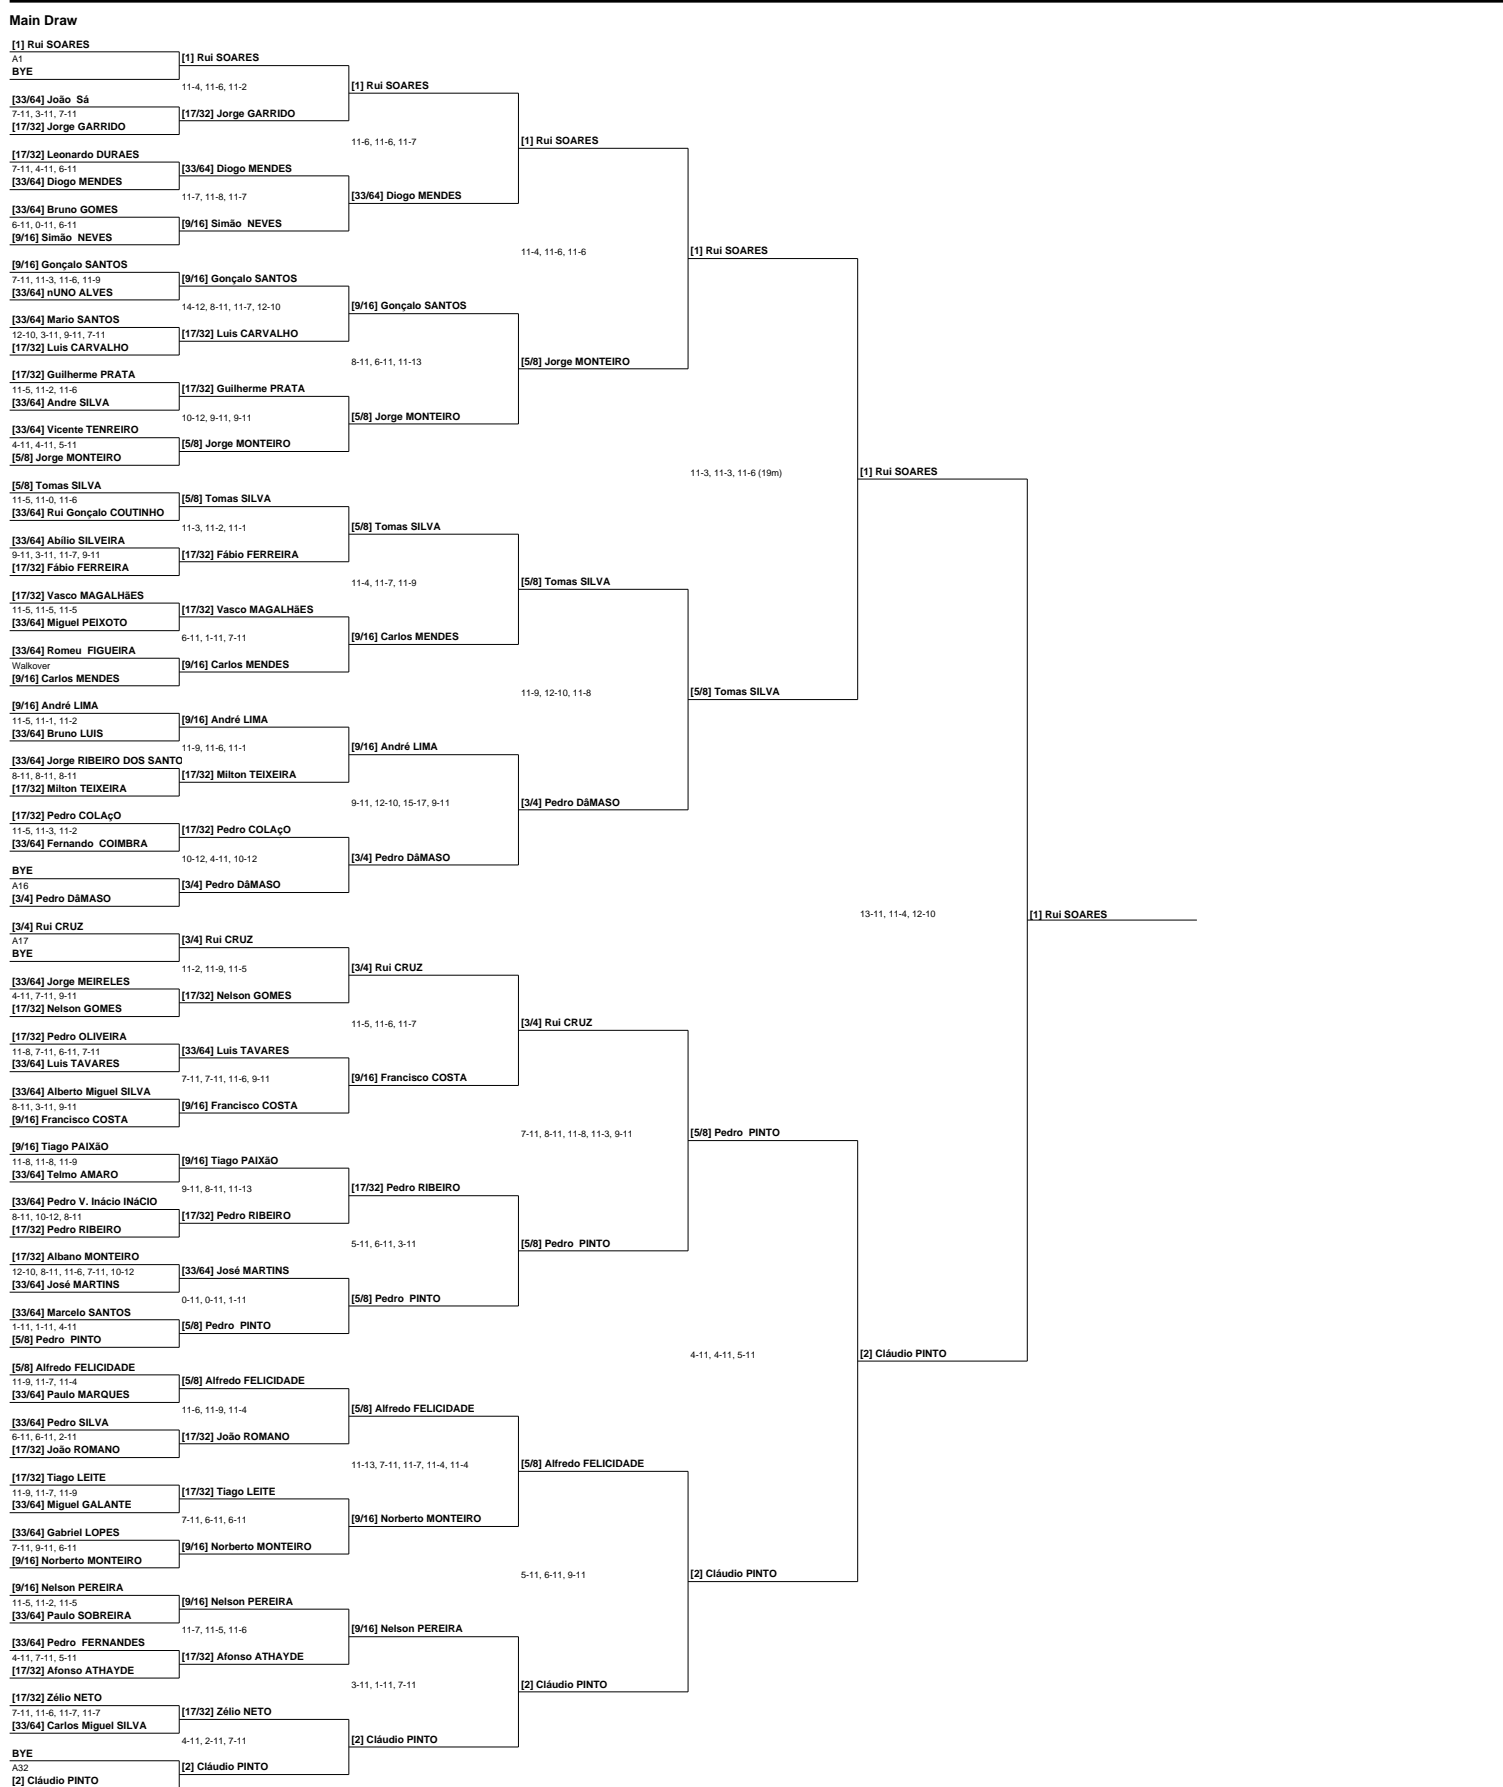 Main Draw
[1] Rui SOARES
A1
[1] Rui SOARES
BYE
11-4, 11-6, 11-2
[1] Rui SOARES
[33/64] João  Sá
7-11, 3-11, 7-11
[17/32] Jorge GARRIDO
[17/32] Jorge GARRIDO
11-6, 11-6, 11-7
[1] Rui SOARES
[17/32] Leonardo DURAES
7-11, 4-11, 6-11
[33/64] Diogo MENDES
[33/64] Diogo MENDES
11-7, 11-8, 11-7
[33/64] Diogo MENDES
[33/64] Bruno GOMES
6-11, 0-11, 6-11
[9/16] Simão  NEVES
[9/16] Simão  NEVES
11-4, 11-6, 11-6
[1] Rui SOARES
[9/16] Gonçalo SANTOS
7-11, 11-3, 11-6, 11-9
[9/16] Gonçalo SANTOS
[33/64] nUNO ALVES
14-12, 8-11, 11-7, 12-10
[9/16] Gonçalo SANTOS
[33/64] Mario SANTOS
12-10, 3-11, 9-11, 7-11
[17/32] Luis CARVALHO
[17/32] Luis CARVALHO
8-11, 6-11, 11-13
[5/8] Jorge MONTEIRO
[17/32] Guilherme PRATA
11-5, 11-2, 11-6
[17/32] Guilherme PRATA
[33/64] Andre SILVA
10-12, 9-11, 9-11
[5/8] Jorge MONTEIRO
[33/64] Vicente TENREIRO
4-11, 4-11, 5-11
[5/8] Jorge MONTEIRO
[5/8] Jorge MONTEIRO
11-3, 11-3, 11-6 (19m)
[1] Rui SOARES
[5/8] Tomas SILVA
11-5, 11-0, 11-6
[5/8] Tomas SILVA
[33/64] Rui Gonçalo COUTINHO
11-3, 11-2, 11-1
[5/8] Tomas SILVA
[33/64] Abílio SILVEIRA
9-11, 3-11, 11-7, 9-11
[17/32] Fábio FERREIRA
[17/32] Fábio FERREIRA
11-4, 11-7, 11-9
[5/8] Tomas SILVA
[17/32] Vasco MAGALHãES
11-5, 11-5, 11-5
[17/32] Vasco MAGALHãES
[33/64] Miguel PEIXOTO
6-11, 1-11, 7-11
[9/16] Carlos MENDES
[33/64] Romeu  FIGUEIRA
Walkover
[9/16] Carlos MENDES
[9/16] Carlos MENDES
11-9, 12-10, 11-8
[5/8] Tomas SILVA
[9/16] André LIMA
11-5, 11-1, 11-2
[9/16] André LIMA
[33/64] Bruno LUIS
11-9, 11-6, 11-1
[9/16] André LIMA
[33/64] Jorge RIBEIRO DOS SANTO
8-11, 8-11, 8-11
[17/32] Milton TEIXEIRA
[17/32] Milton TEIXEIRA
9-11, 12-10, 15-17, 9-11
[3/4] Pedro DâMASO
[17/32] Pedro COLAçO
11-5, 11-3, 11-2
[17/32] Pedro COLAçO
[33/64] Fernando  COIMBRA
10-12, 4-11, 10-12
[3/4] Pedro DâMASO
BYE
A16
[3/4] Pedro DâMASO
[3/4] Pedro DâMASO
13-11, 11-4, 12-10
[1] Rui SOARES
[3/4] Rui CRUZ
A17
[3/4] Rui CRUZ
BYE
11-2, 11-9, 11-5
[3/4] Rui CRUZ
[33/64] Jorge MEIRELES
4-11, 7-11, 9-11
[17/32] Nelson GOMES
[17/32] Nelson GOMES
11-5, 11-6, 11-7
[3/4] Rui CRUZ
[17/32] Pedro OLIVEIRA
11-8, 7-11, 6-11, 7-11
[33/64] Luis TAVARES
[33/64] Luis TAVARES
7-11, 7-11, 11-6, 9-11
[9/16] Francisco COSTA
[33/64] Alberto Miguel SILVA
8-11, 3-11, 9-11
[9/16] Francisco COSTA
[9/16] Francisco COSTA
7-11, 8-11, 11-8, 11-3, 9-11
[5/8] Pedro  PINTO
[9/16] Tiago PAIXãO
11-8, 11-8, 11-9
[9/16] Tiago PAIXãO
[33/64] Telmo AMARO
9-11, 8-11, 11-13
[17/32] Pedro RIBEIRO
[33/64] Pedro V. Inácio INáCIO
8-11, 10-12, 8-11
[17/32] Pedro RIBEIRO
[17/32] Pedro RIBEIRO
5-11, 6-11, 3-11
[5/8] Pedro  PINTO
[17/32] Albano MONTEIRO
12-10, 8-11, 11-6, 7-11, 10-12
[33/64] José MARTINS
[33/64] José MARTINS
0-11, 0-11, 1-11
[5/8] Pedro  PINTO
[33/64] Marcelo SANTOS
1-11, 1-11, 4-11
[5/8] Pedro  PINTO
[5/8] Pedro  PINTO
4-11, 4-11, 5-11
[2] Cláudio PINTO
[5/8] Alfredo FELICIDADE
11-9, 11-7, 11-4
[5/8] Alfredo FELICIDADE
[33/64] Paulo MARQUES
11-6, 11-9, 11-4
[5/8] Alfredo FELICIDADE
[33/64] Pedro SILVA
6-11, 6-11, 2-11
[17/32] João ROMANO
[17/32] João ROMANO
11-13, 7-11, 11-7, 11-4, 11-4
[5/8] Alfredo FELICIDADE
[17/32] Tiago LEITE
11-9, 11-7, 11-9
[17/32] Tiago LEITE
[33/64] Miguel GALANTE
7-11, 6-11, 6-11
[9/16] Norberto MONTEIRO
[33/64] Gabriel LOPES
7-11, 9-11, 6-11
[9/16] Norberto MONTEIRO
[9/16] Norberto MONTEIRO
5-11, 6-11, 9-11
[2] Cláudio PINTO
[9/16] Nelson PEREIRA
11-5, 11-2, 11-5
[9/16] Nelson PEREIRA
[33/64] Paulo SOBREIRA
11-7, 11-5, 11-6
[9/16] Nelson PEREIRA
[33/64] Pedro  FERNANDES
4-11, 7-11, 5-11
[17/32] Afonso ATHAYDE
[17/32] Afonso ATHAYDE
3-11, 1-11, 7-11
[2] Cláudio PINTO
[17/32] Zélio NETO
7-11, 11-6, 11-7, 11-7
[17/32] Zélio NETO
[33/64] Carlos Miguel SILVA
4-11, 2-11, 7-11
[2] Cláudio PINTO
BYE
A32
[2] Cláudio PINTO
[2] Cláudio PINTO